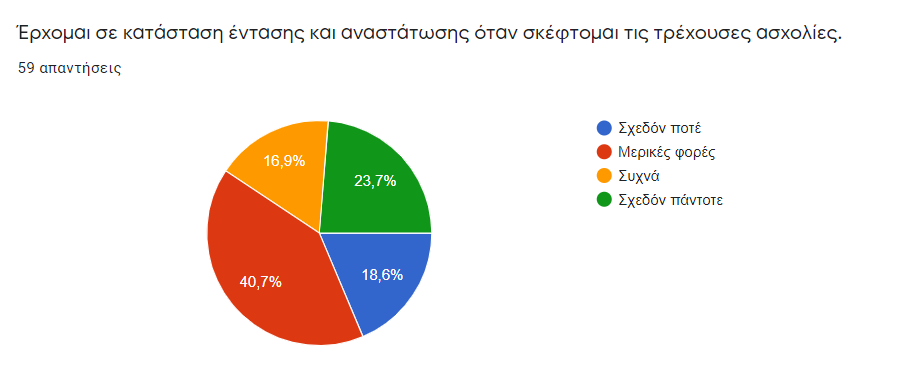 Έρχομαι σε κατάσταση έντασης και αναστάτωσης όταν σκέφτομαι τις τρέχουσες ασχολίες.
59 απαντήσεις
16,9%
23,7%
40,7%
18,6%
Σχεδόν ποτέ
Μερικές φορές
Συχνά
Σχεδόν πάντοτε